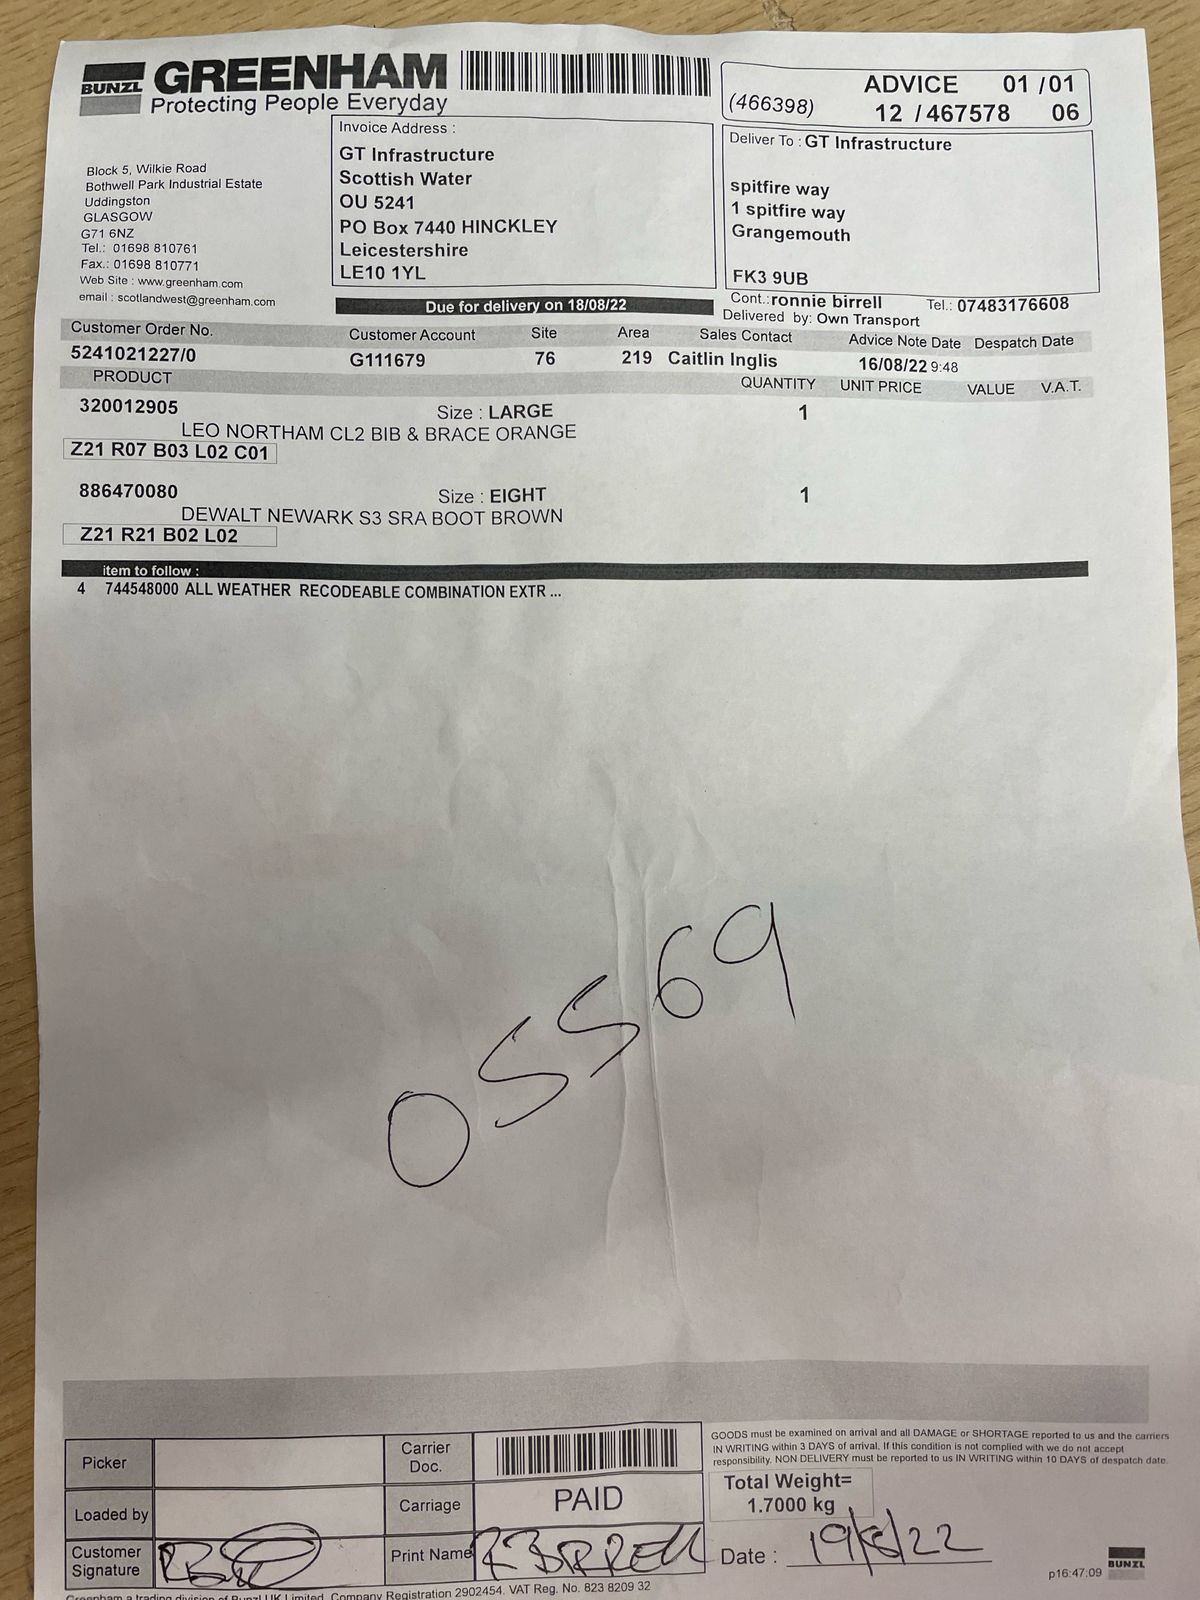 BUNZL GREENHAM
Protecting People Everyday
(466398)
ADVICE 01 /01
12 / 467578 06
Block 5, Wilkie Road
Bothwell Park Industrial Estate
Uddingston
GLASGOW
G71 6NZ
Tel.: 01698 810761
Fax.: 01698 810771
Web Site : www.greenham.com
email : scotlandwest@greenham.com
Invoice Address :
GT Infrastructure
Scottish Water
OU 5241
PO Box 7440 HINCKLEY
Leicestershire
LE10 1YL
Deliver To : GT Infrastructure
spitfire way
1 spitfire way
Grangemouth
FK3 9UB
Due for delivery on 18/08/22
Cont.: ronnie birrell Tel.: 07483176608
Delivered by: Own Transport
Customer Order No. Customer Account Site Area Sales Contact Advice Note Date Despatch Date
5241021227/0 G111679 76 219 Caitlin Inglis 16/08/22 9:48
PRODUCT QUANTITY UNIT PRICE VALUE V.A.T.
320012905 Size : LARGE 1
LEO NORTHAM CL2 BIB & BRACE ORANGE
Z21 R07 B03 L02 C01
886470080 Size : EIGHT 1
DEWALT NEWARK S3 SRA BOOT BROWN
Z21 R21 B02 L02
item to follow :
4 744548000 ALL WEATHER RECODEABLE COMBINATION EXTR ...
05569
Picker
Carrier Doc.
Loaded by
Carriage PAID
Customer Signature
Print Name R BIRRELL
GOODS must be examined on arrival and all DAMAGE or SHORTAGE reported to us and the carriers
IN WRITING within 3 DAYS of arrival. If this condition is not complied with we do not accept
responsibility. NON DELIVERY must be reported to us IN WRITING within 10 DAYS of despatch date.
Total Weight=
1.7000 kg
Date : 19/8/22
p16:47:09 BUNZL
Greenham a trading division of Bunzl UK Limited. Company Registration 2902454. VAT Reg. No. 823 8209 32